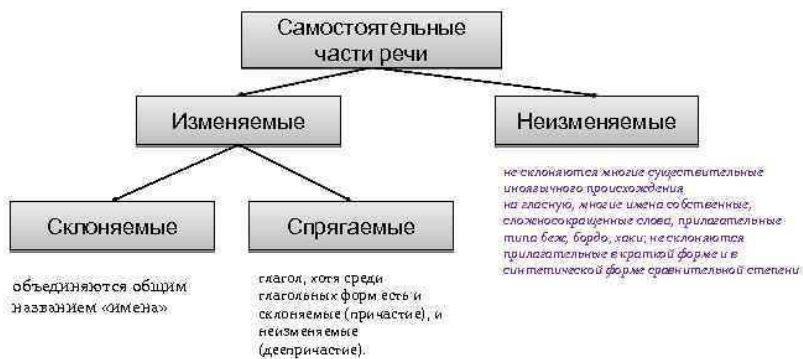 Самостоятельные
части речи
Изменяемые
Неизменяемые
Склоняемые
Спрягаемые
не склоняются многие существительные
иноязычного происхождения
на гласную, многие имена собственные,
сложносокращенные слова, прилагательные
типа беж, бордо, хаки; не склоняются
прилагательные в краткой форме и в
синтетической форме сравнительной степени
объединяются общим
названием «имена»
глагол, хотя среди
глагольных форм есть и
склоняемые (причастие), и
неизменяемые
(деепричастие).